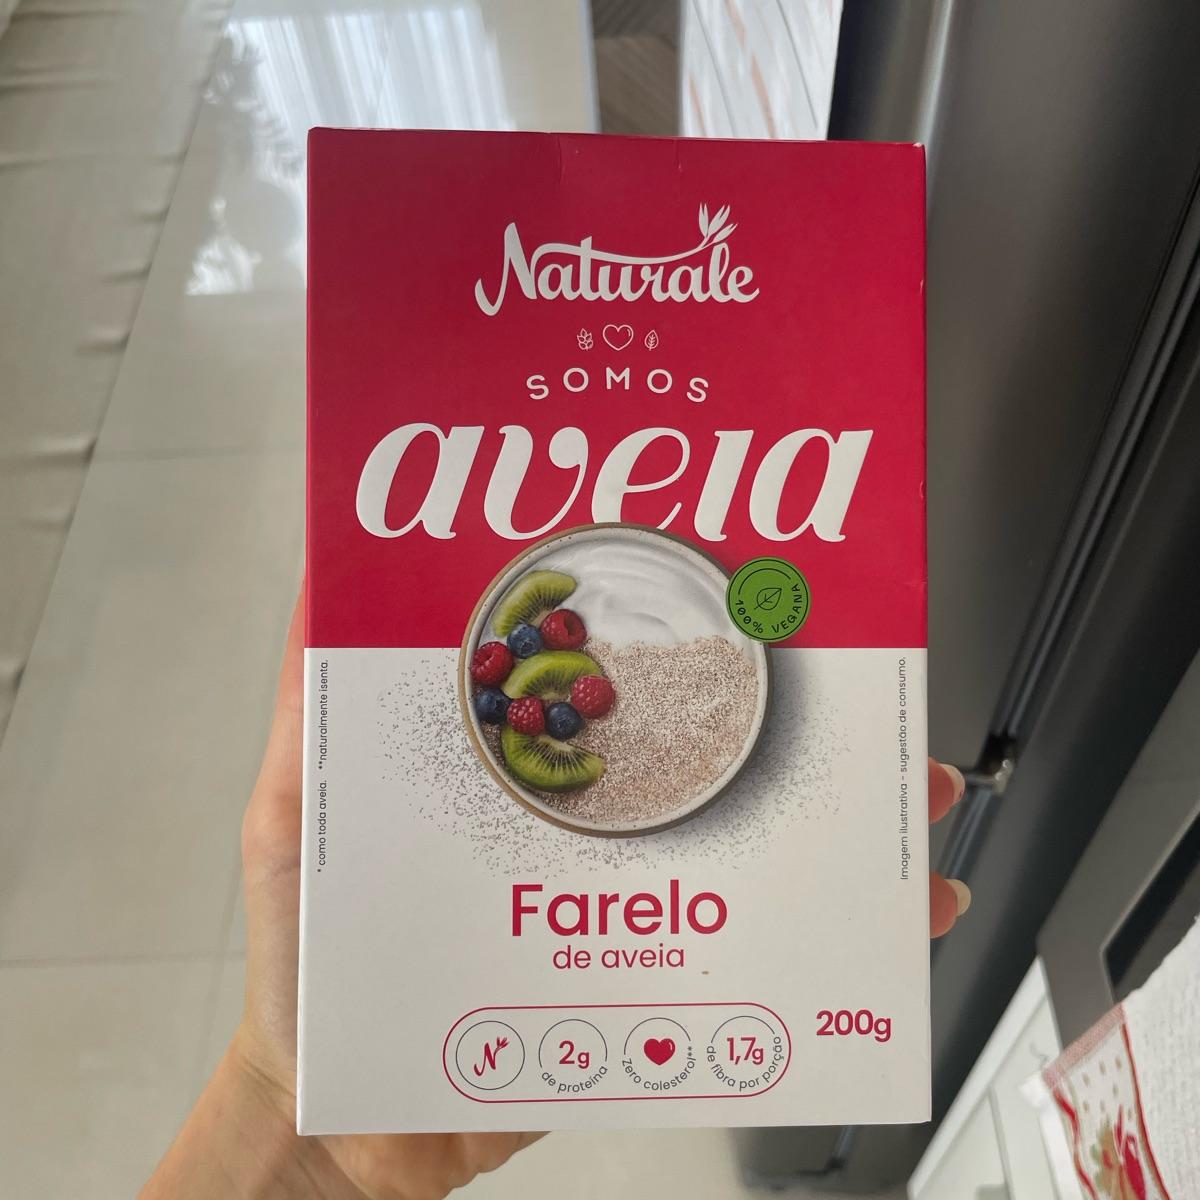 Naturale
SOMOS
aveia
100% VEGANA
* como toda aveia. **naturalmente isenta.
Imagem ilustrativa - sugestão de consumo.
Farelo
de aveia
N
2g
de proteína
Zero colesterol**
1,7g
de fibra por porção
200g